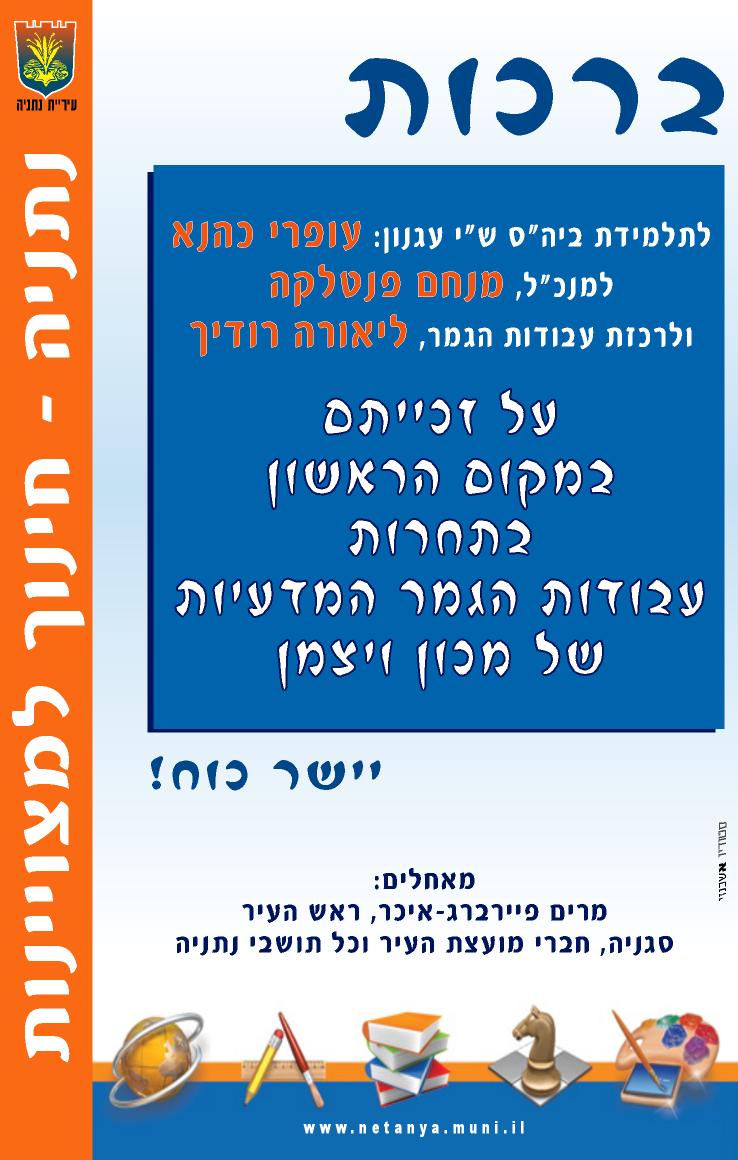 עיריית נתניה
נתניה - חינוך למצויינות
ברכות
לתלמידת ביה"ס ש"י עגנון: עופרי כהנא
למנכ"ל, מנחם פנטלקה
ולרכזת עבודות הגמר, ליאורה רודיך
על זכייתם
במקום הראשון
בתחרות
עבודות הגמר המדעיות
של מכון ויצמן
יישר כוח!
מאחלים:
מרים פיירברג-איכר, ראש העיר
סגניה, חברי מועצת העיר וכל תושבי נתניה
www.netanya.muni.il